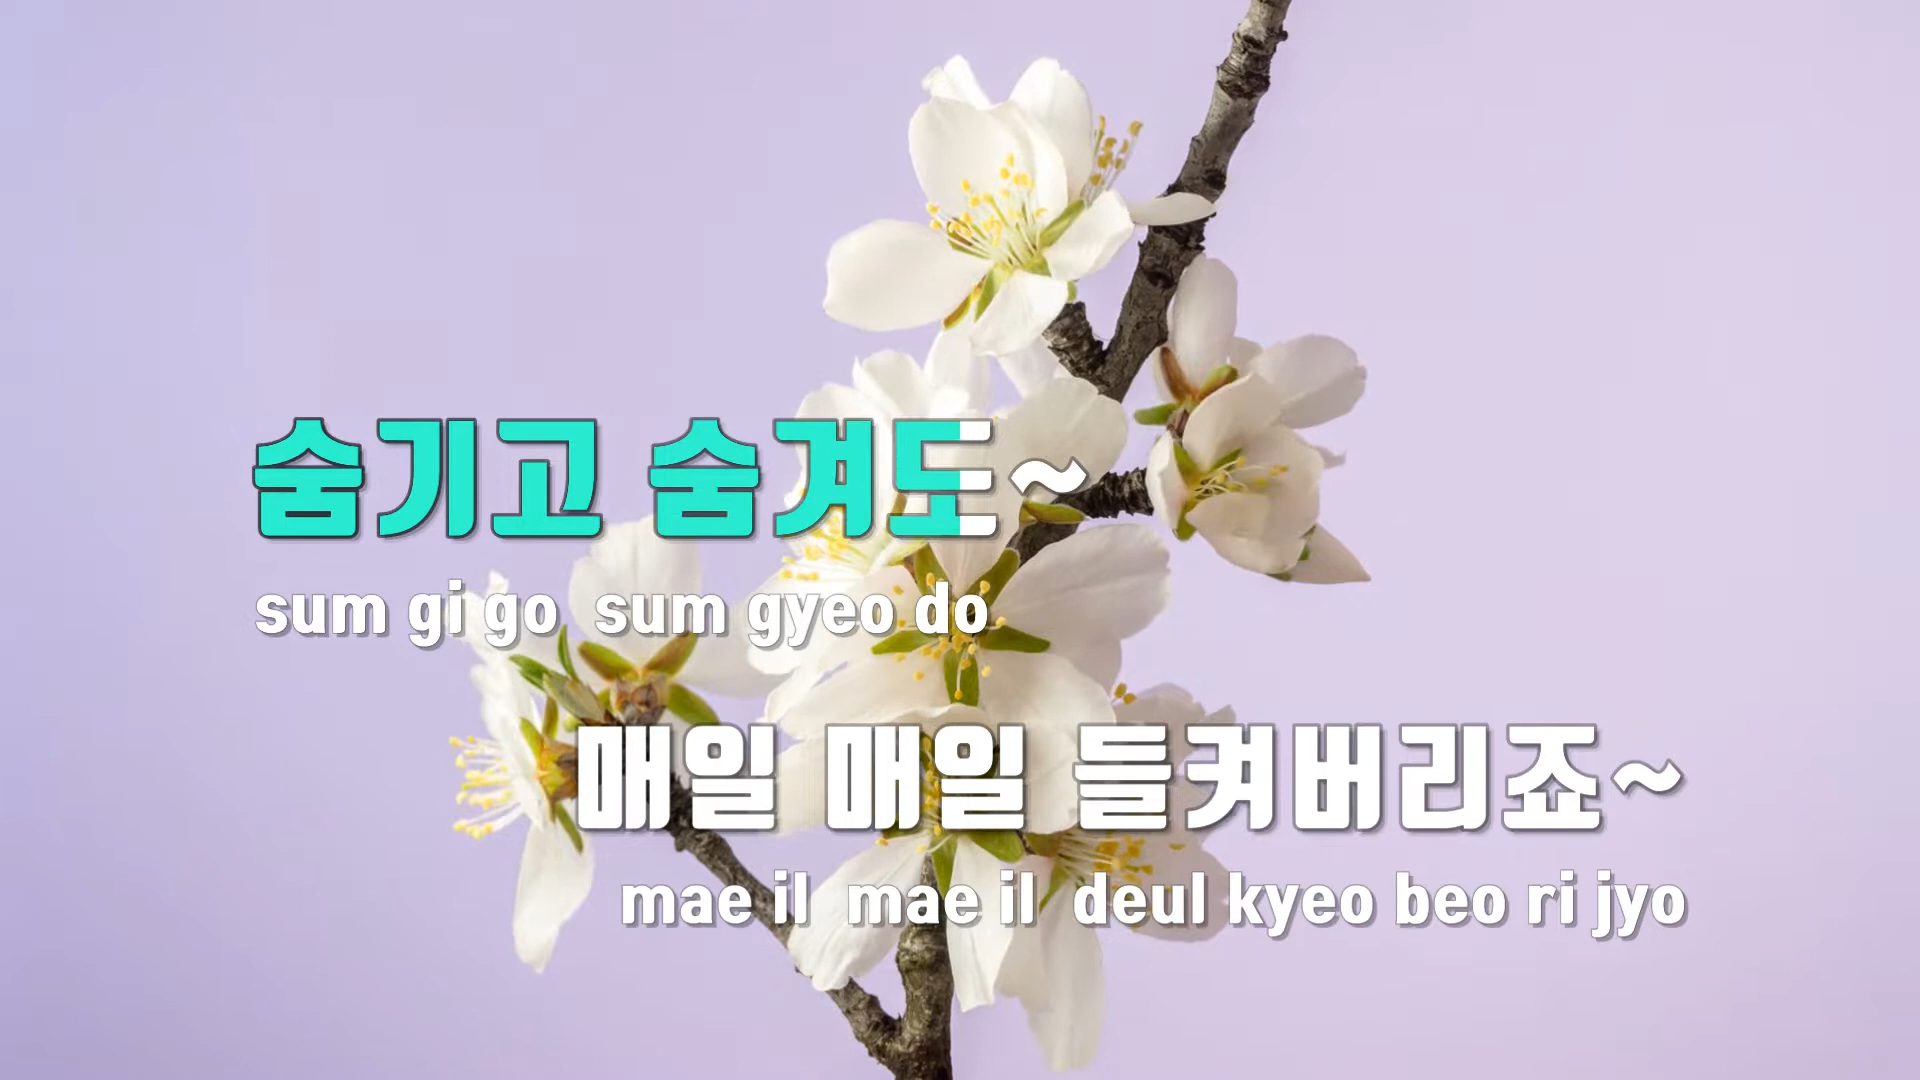 숨기고 숨겨도~
sum gi go sum gyeo do
매일 매일 들켜버리죠~
mae il mae il deul kyeo beo ri jyo